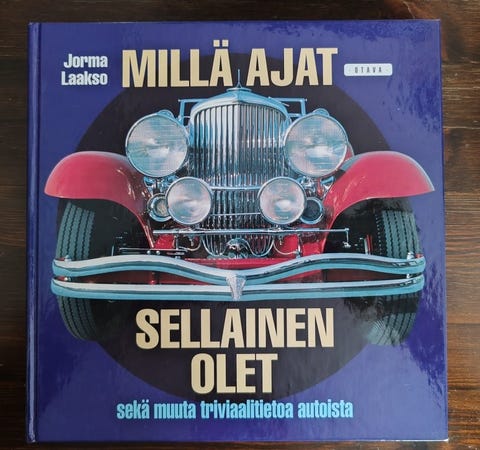 Jorma
Laakso
MILLÄ AJAT
OTAVA
SELLAINEN
OLET
sekä muuta triviaalitietoa autoista